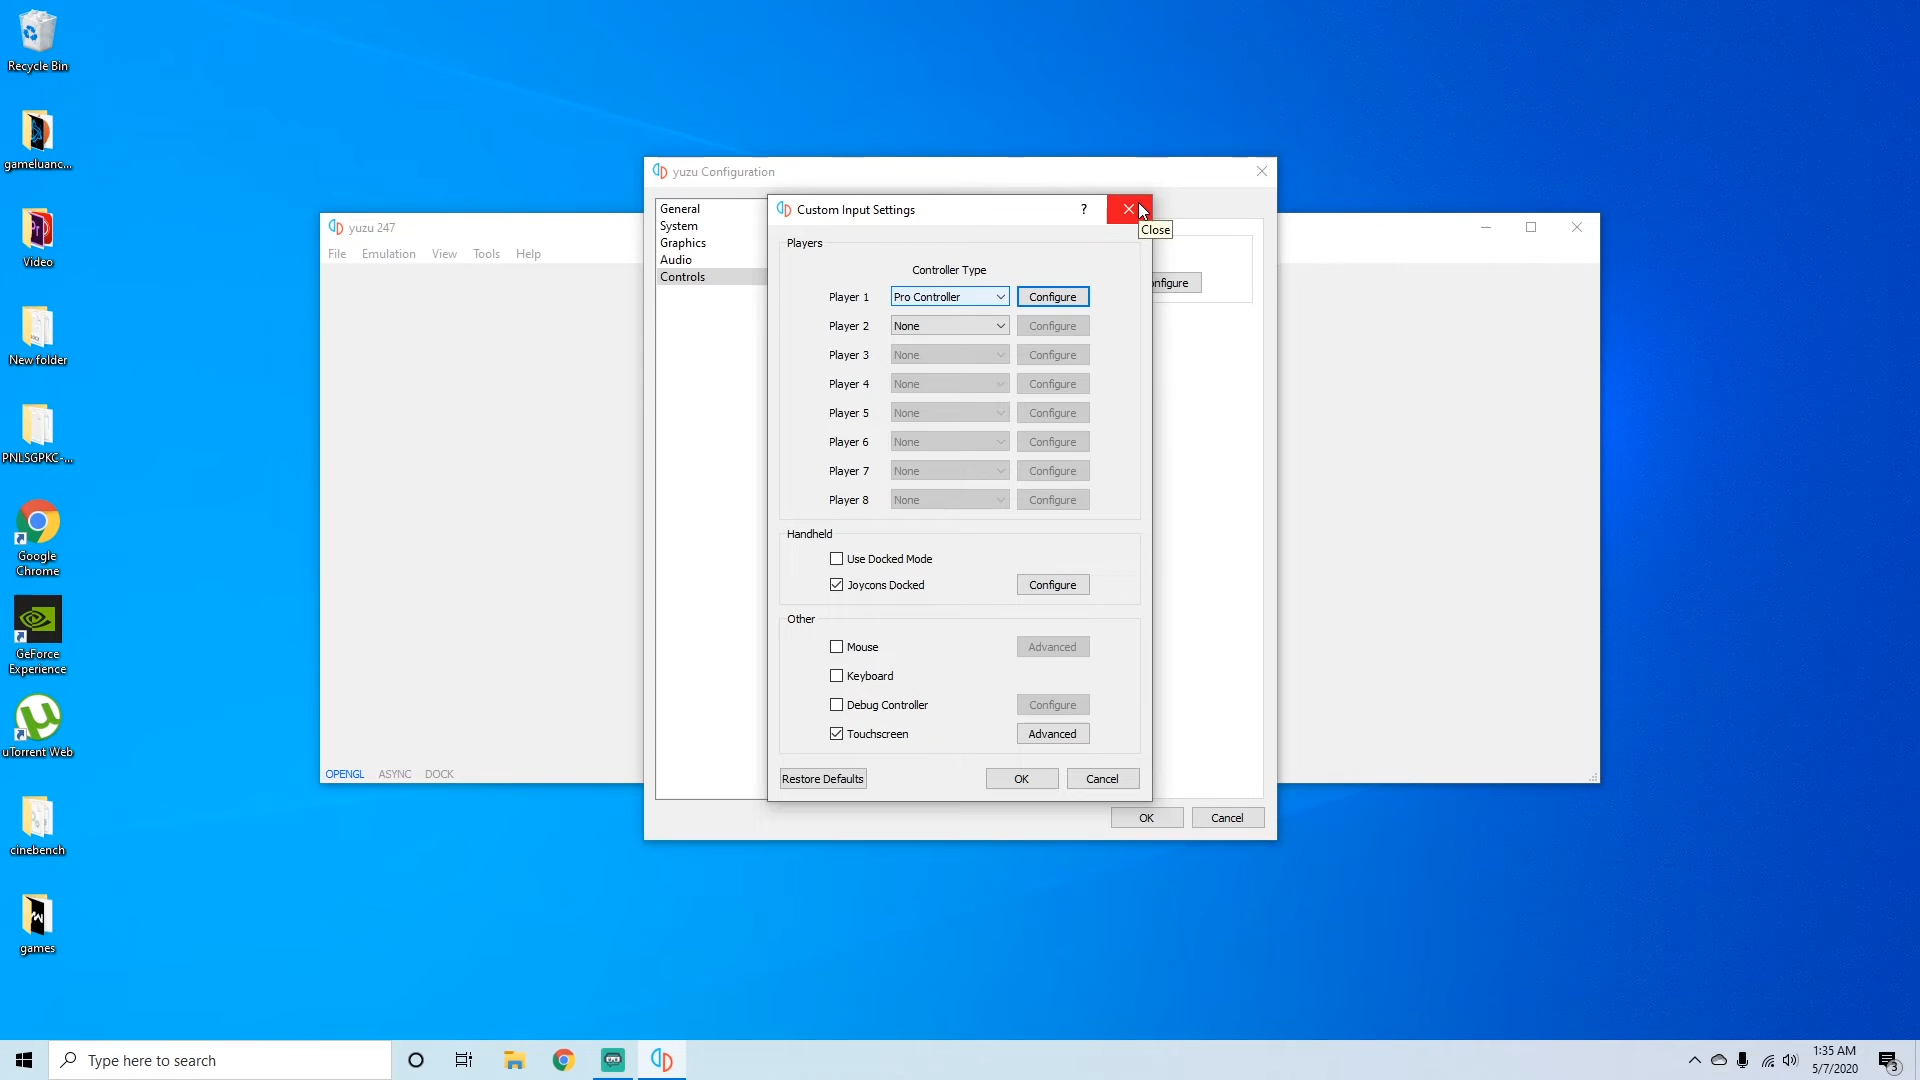 Recycle Bin
gameluanc...
Video
New folder
PNLSGPKC-...
Google
Chrome
GeForce
Experience
uTorrent Web
cinebench
games
yuzu 247
File Emulation View Tools Help
OPENGL ASYNC DOCK
yuzu Configuration
General
System
Graphics
Audio
Controls
onfigure
OK Cancel
Custom Input Settings ?
Close
Players
Controller Type
Player 1 Pro Controller Configure
Player 2 None Configure
Player 3 None Configure
Player 4 None Configure
Player 5 None Configure
Player 6 None Configure
Player 7 None Configure
Player 8 None Configure
Handheld
Use Docked Mode
Joycons Docked Configure
Other
Mouse Advanced
Keyboard
Debug Controller Configure
Touchscreen Advanced
Restore Defaults OK Cancel
Type here to search
1:35 AM
5/7/2020
3